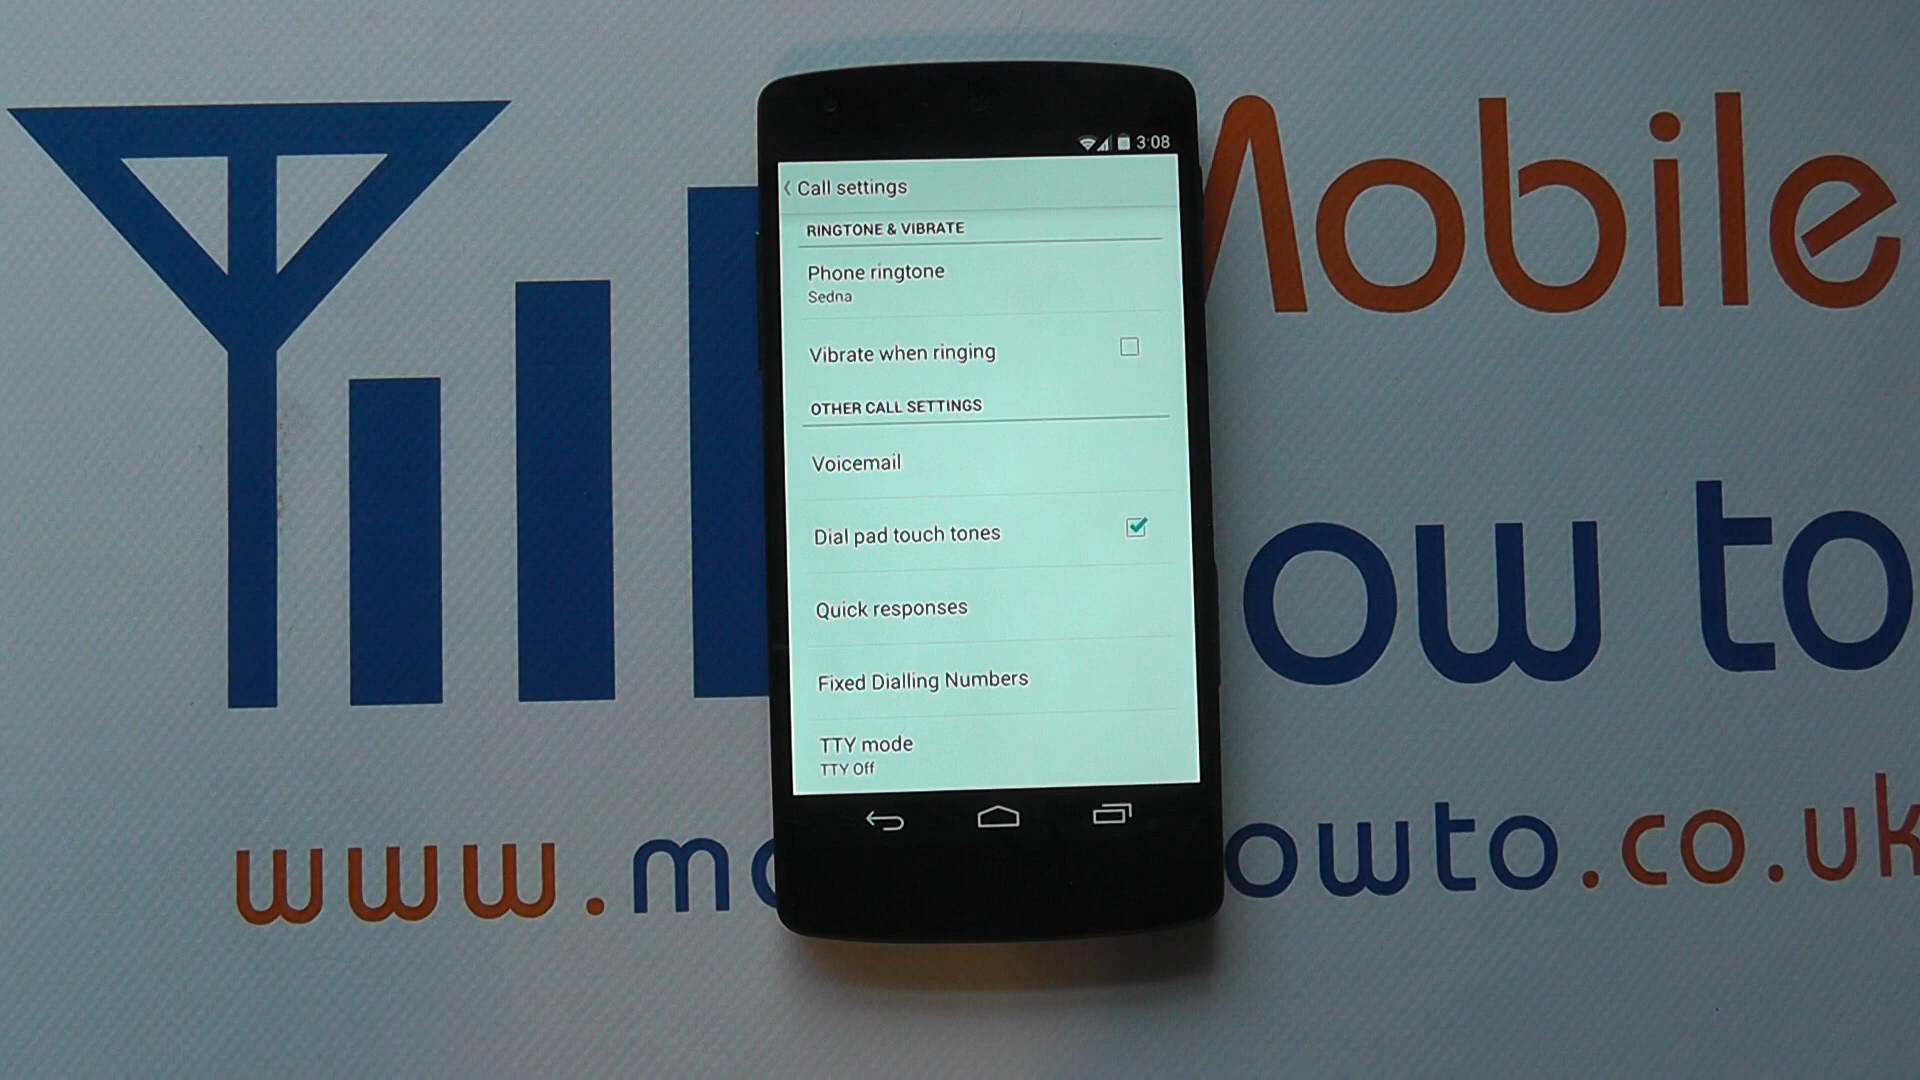 Mobile
ow to
www.mo owto.co.uk
3:08
Call settings
RINGTONE & VIBRATE
Phone ringtone
Sedna
Vibrate when ringing
OTHER CALL SETTINGS
Voicemail
Dial pad touch tones
Quick responses
Fixed Dialling Numbers
TTY mode
TTY Off